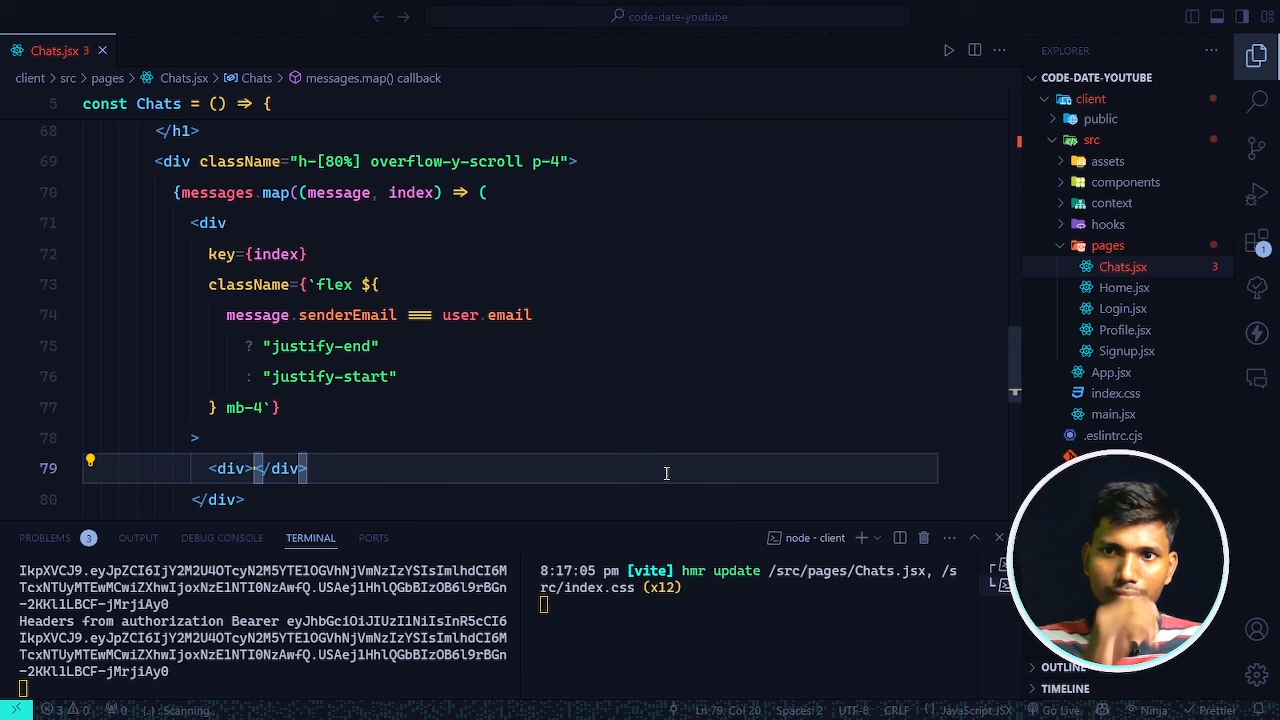 code-date-youtube
Chats.jsx 3
EXPLORER
client > src > pages > Chats.jsx > Chats > messages.map() callback
5 const Chats = () => {
68 </h1>
69 <div className="h-[80%] overflow-y-scroll p-4">
70 {messages.map((message, index) => (
71 <div
72 key={index}
73 className={`flex ${
74 message.senderEmail === user.email
75 ? "justify-end"
76 : "justify-start"
77 } mb-4`}
78 >
79 <div></div>
80 </div>
CODE-DATE-YOUTUBE
client
public
src
assets
components
context
hooks
pages
Chats.jsx 3
Home.jsx
Login.jsx
Profile.jsx
Signup.jsx
App.jsx
index.css
main.jsx
.eslintrc.cjs
OUTLINE
TIMELINE
1
PROBLEMS 3 OUTPUT DEBUG CONSOLE TERMINAL PORTS
node - client
IkpXVCJ9.eyJpZCI6IjY2M2U4OTcyN2M5YTE1OGVhNjVmNzIzYSIsImlhdCI6M
TcxNTUyMTEwMCwiZXhwIjoxNzE1NTI0NzAwfQ.USAej1HhlQGbBIzOB6l9rRBGn
-2KKl1LBCF-jMrjiAy0
Headers from authorization Bearer eyJhbGciOiJIUzI1NiIsInR5cCI6
IkpXVCJ9.eyJpZCI6IjY2M2U4OTcyN2M5YTE1OGVhNjVmNzIzYSIsImlhdCI6M
TcxNTUyMTEwMCwiZXhwIjoxNzE1NTI0NzAwfQ.USAej1HhlQGbBIzOB6l9rRBGn
-2KKl1LBCF-jMrjiAy0
8:17:05 pm [vite] hmr update /src/pages/Chats.jsx, /s
rc/index.css (x12)
3 0 0 {..}: Scanning.. Ln 79, Col 20 Spaces: 2 UTF-8 CRLF {} JavaScript JSX Go Live Ninja Prettier